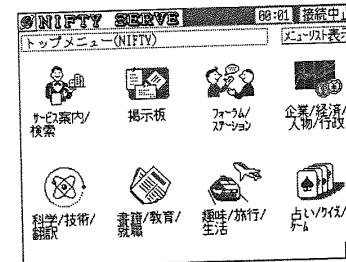 NIFTY SERVE
00:01 接続中
トップメニュー(NIFTY)
メニューリスト表示
サービス案内/
検索
掲示板
フォーラム/
ステーション
企業/経済/
人物/行政
科学/技術/
翻訳
書籍/教育/
就職
趣味/旅行/
生活
占い/クイズ/
ゲーム